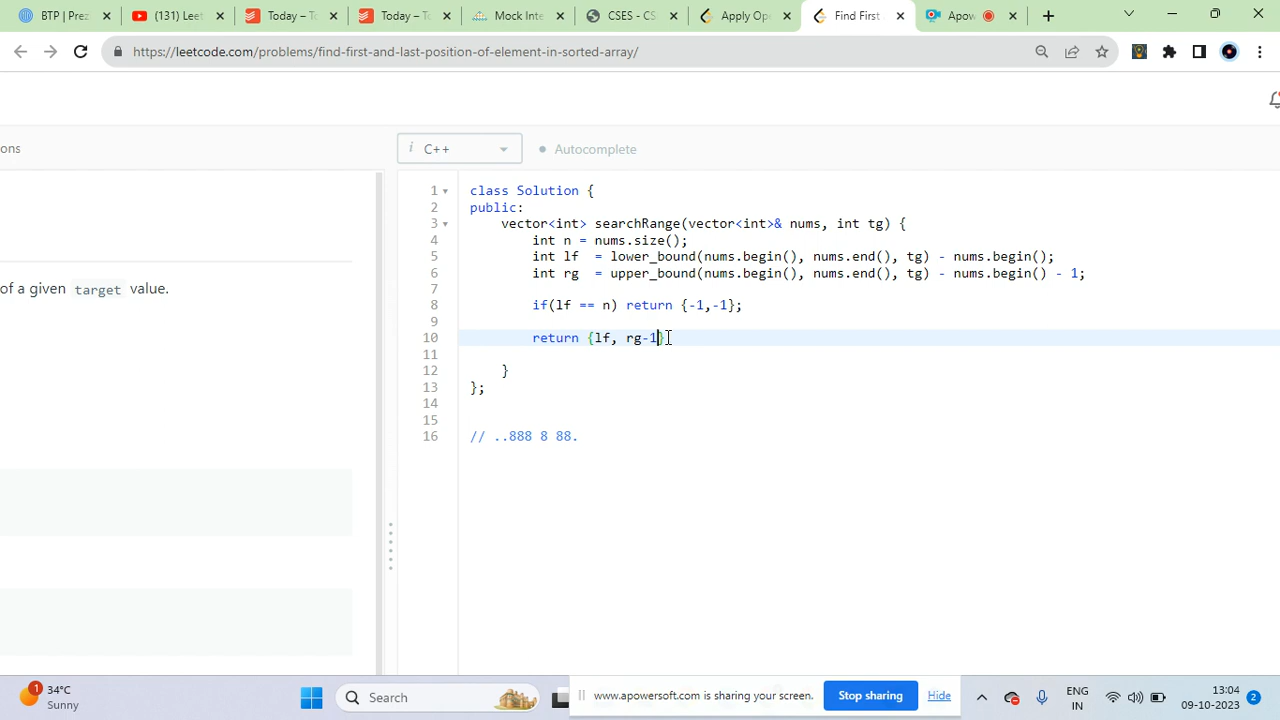 BTP | Prez
(131) Leet
Today – To
Today – To
Mock Inte
CSES - CS
Apply Ope
Find First
Apow
https://leetcode.com/problems/find-first-and-last-position-of-element-in-sorted-array/
ons
i C++
Autocomplete
1 class Solution {
2 public:
3 vector<int> searchRange(vector<int>& nums, int tg) {
4 int n = nums.size();
5 int lf = lower_bound(nums.begin(), nums.end(), tg) - nums.begin();
6 int rg = upper_bound(nums.begin(), nums.end(), tg) - nums.begin() - 1;
7
of a given target value.
8 if(lf == n) return {-1,-1};
9
10 return {lf, rg-1}
11
12 }
13 };
14
15
16 // ..888 8 88.
1
34°C
Sunny
Search
www.apowersoft.com is sharing your screen.
Stop sharing
Hide
ENG
IN
13:04
09-10-2023
2